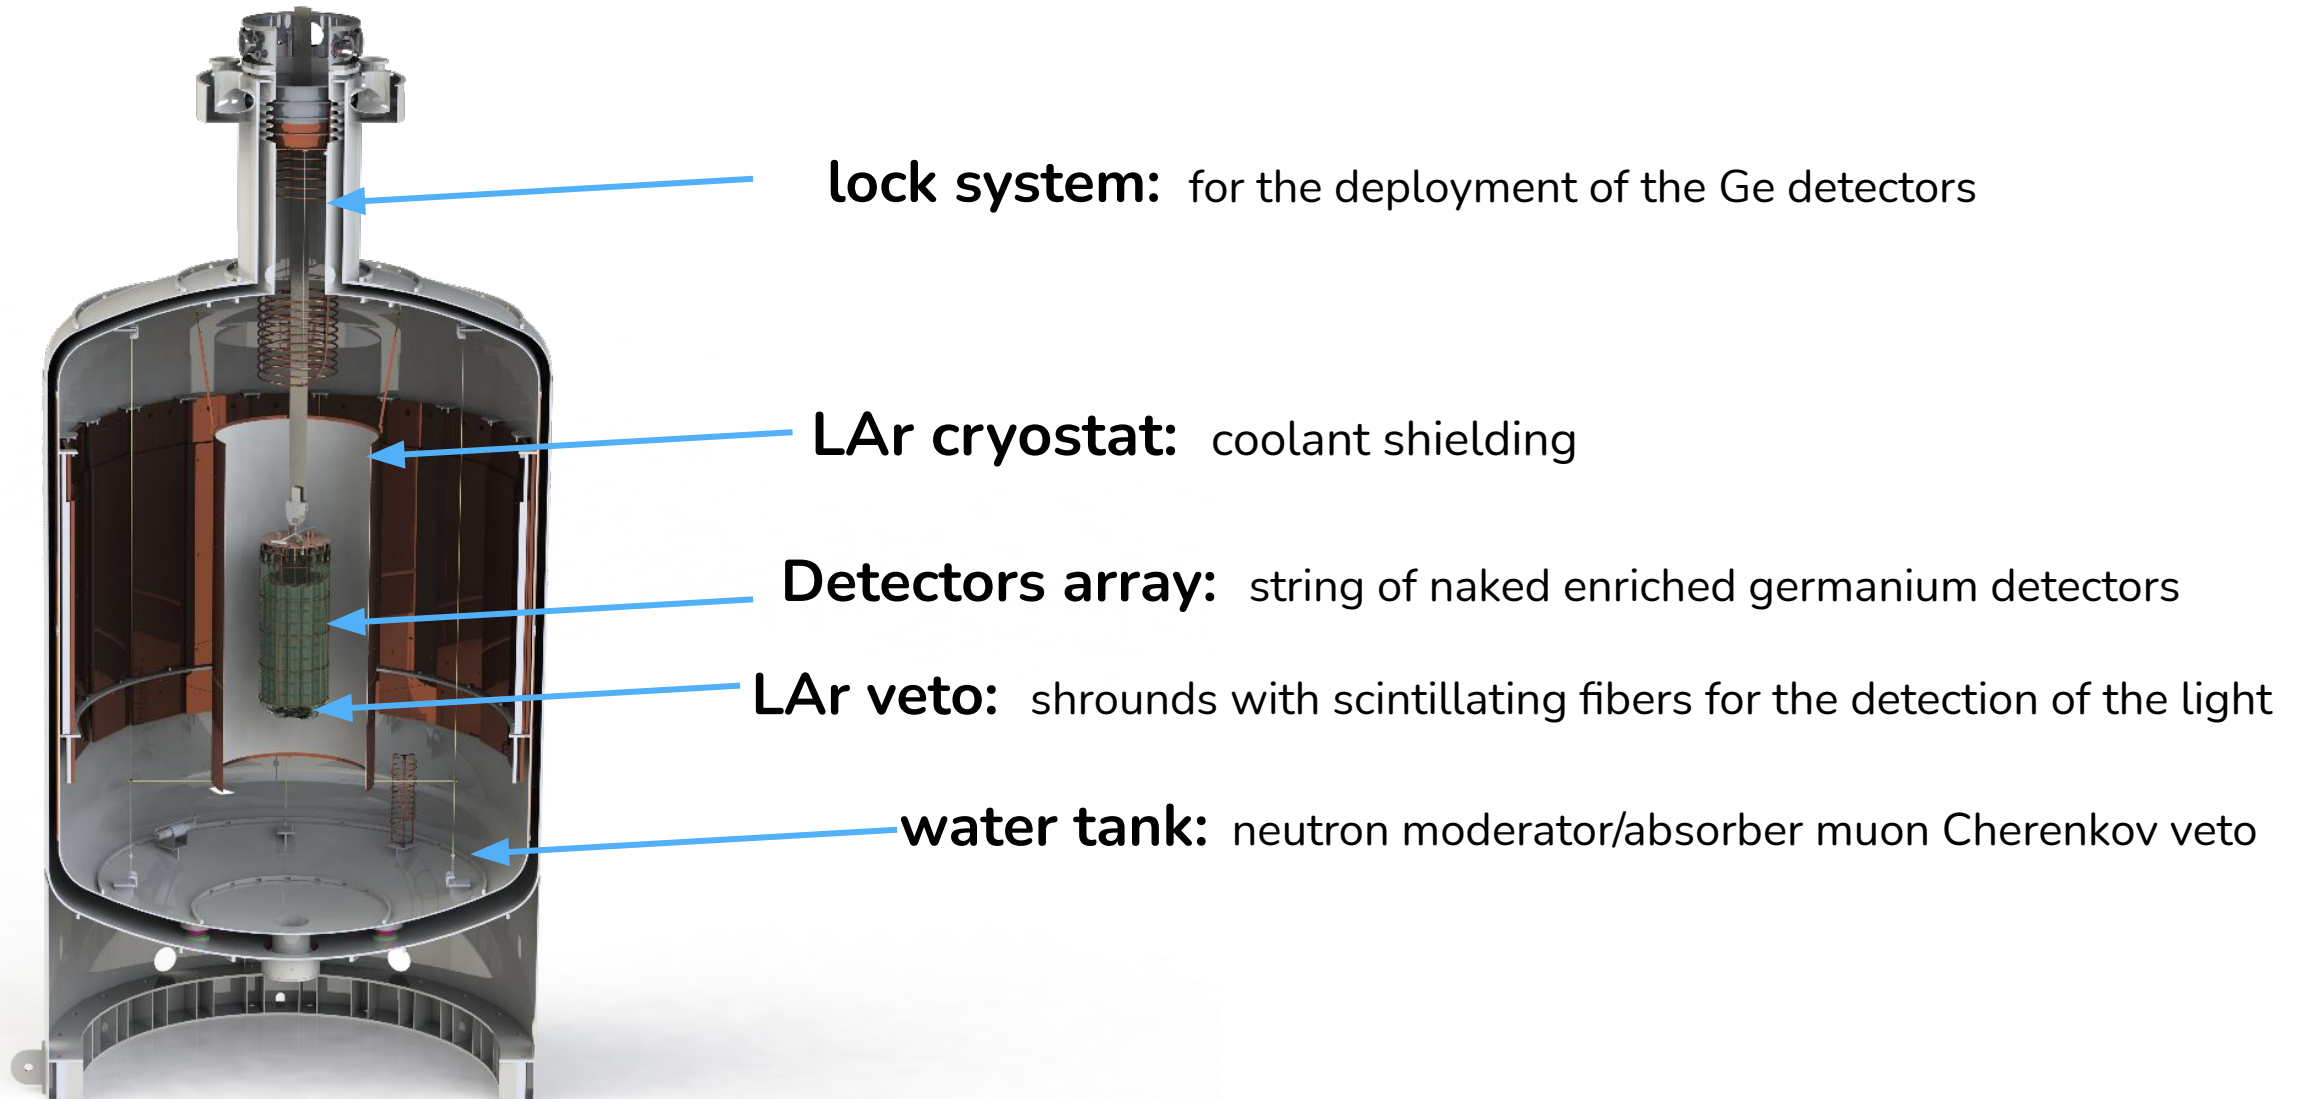 lock system: for the deployment of the Ge detectors
LAr cryostat: coolant shielding
Detectors array: string of naked enriched germanium detectors
LAr veto: shrounds with scintillating fibers for the detection of the light
water tank: neutron moderator/absorber muon Cherenkov veto